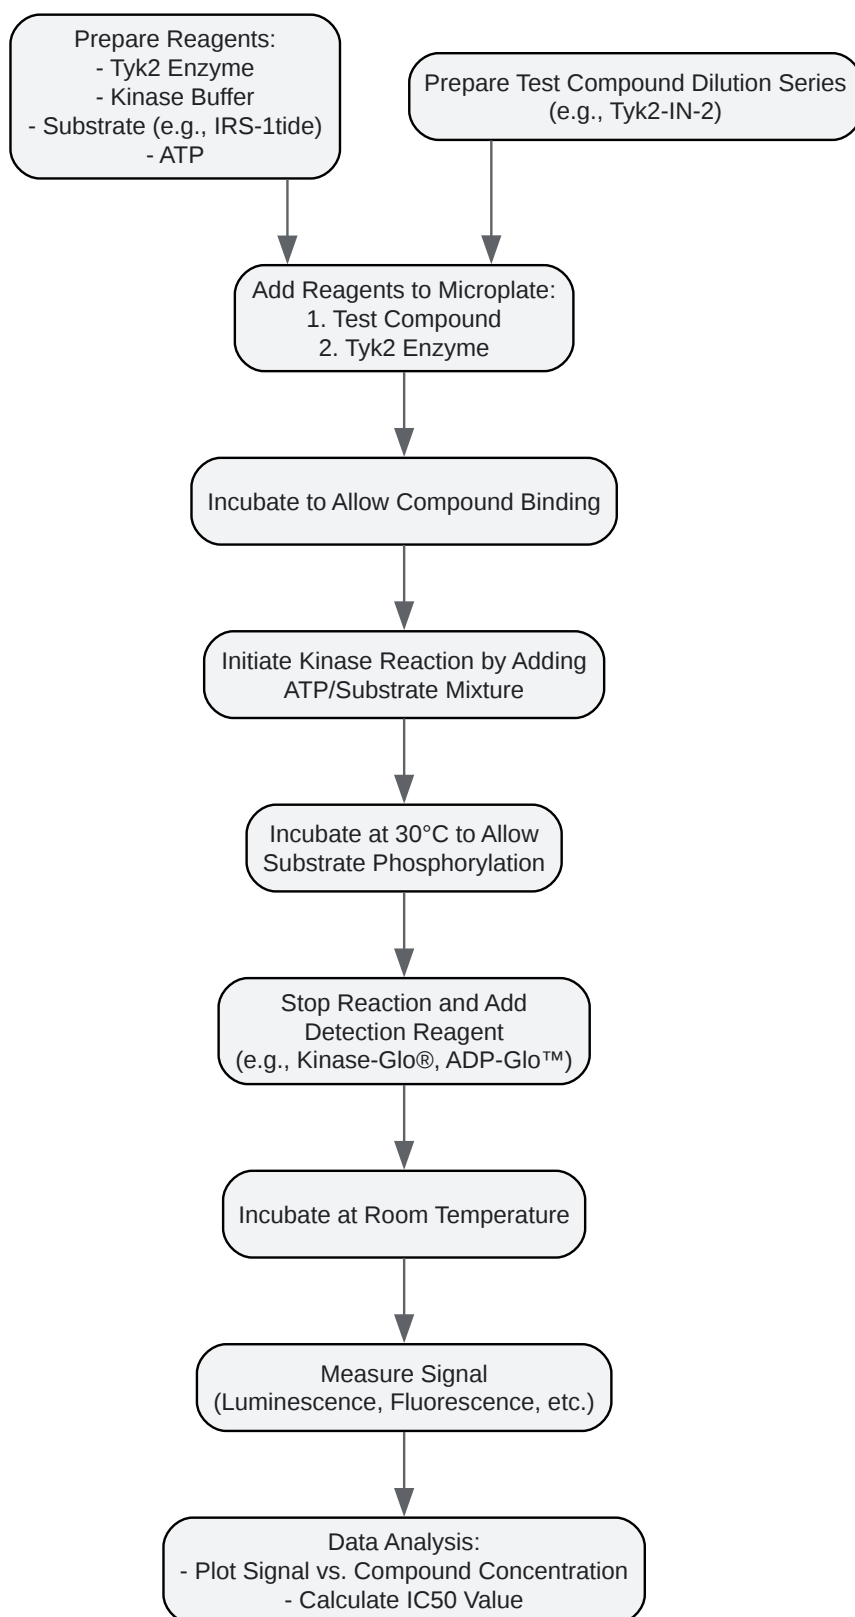 Prepare Reagents:
- Tyk2 Enzyme
- Kinase Buffer
- Substrate (e.g., IRS-1tide)
- ATP
Prepare Test Compound Dilution Series
(e.g., Tyk2-IN-2)
Add Reagents to Microplate:
1. Test Compound
2. Tyk2 Enzyme
Incubate to Allow Compound Binding
Initiate Kinase Reaction by Adding
ATP/Substrate Mixture
Incubate at 30°C to Allow
Substrate Phosphorylation
Stop Reaction and Add
Detection Reagent
(e.g., Kinase-Glo®, ADP-Glo™)
Incubate at Room Temperature
Measure Signal
(Luminescence, Fluorescence, etc.)
Data Analysis:
- Plot Signal vs. Compound Concentration
- Calculate IC50 Value